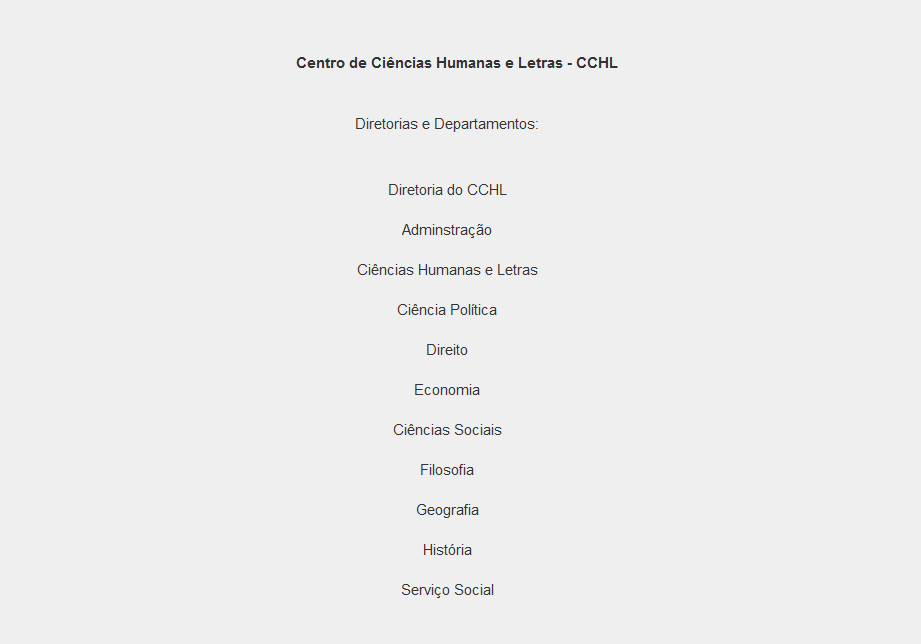 Centro de Ciências Humanas e Letras - CCHL
Diretorias e Departamentos:
Diretoria do CCHL
Adminstração
Ciências Humanas e Letras
Ciência Política
Direito
Economia
Ciências Sociais
Filosofia
Geografia
História
Serviço Social